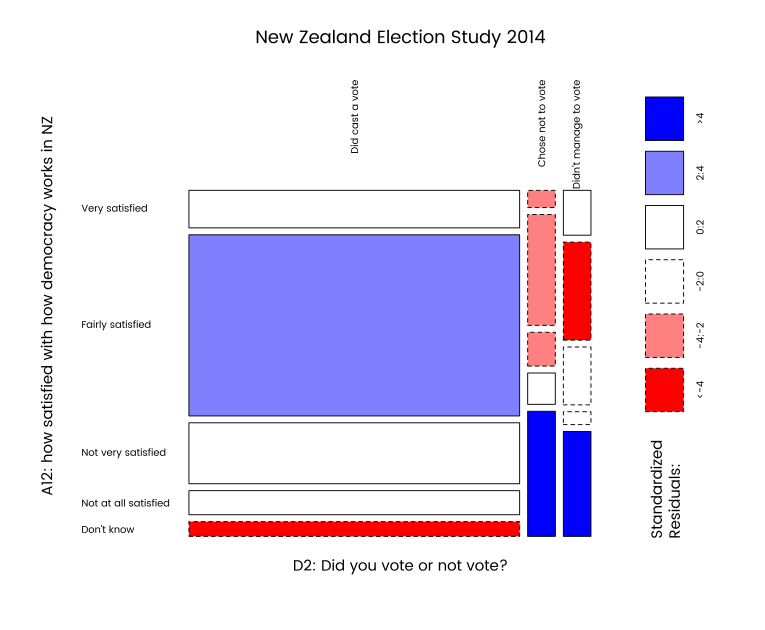 New Zealand Election Study 2014
Did cast a vote
Chose not to vote
Didn't manage to vote
A12: how satisfied with how democracy works in NZ
Very satisfied
Fairly satisfied
Not very satisfied
Not at all satisfied
Don't know
D2: Did you vote or not vote?
>4
2:4
0:2
-2:0
-4:-2
<-4
Standardized
Residuals: